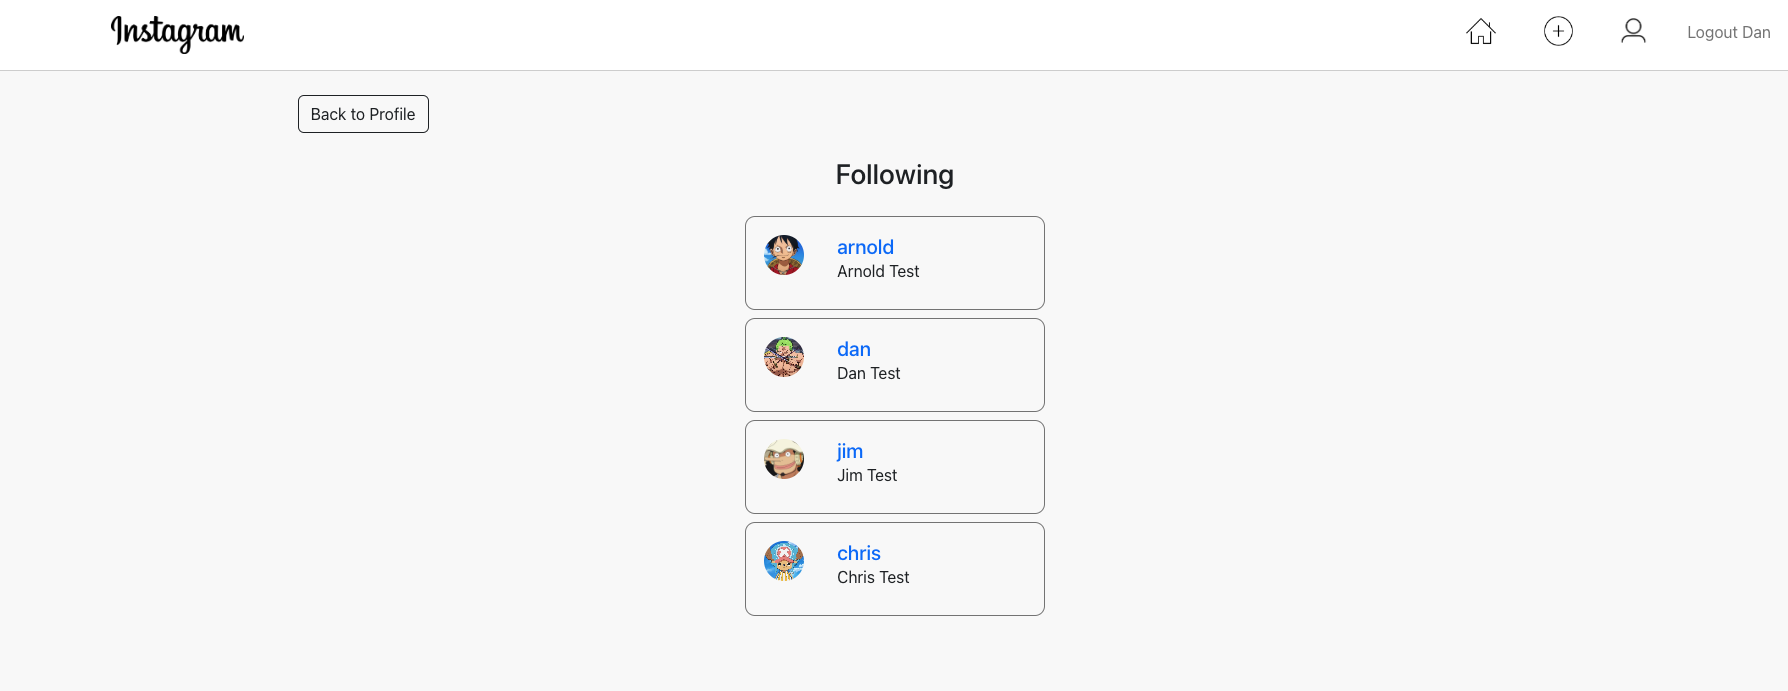 Instagram
Logout Dan
Back to Profile
Following
arnold
Arnold Test
dan
Dan Test
jim
Jim Test
chris
Chris Test